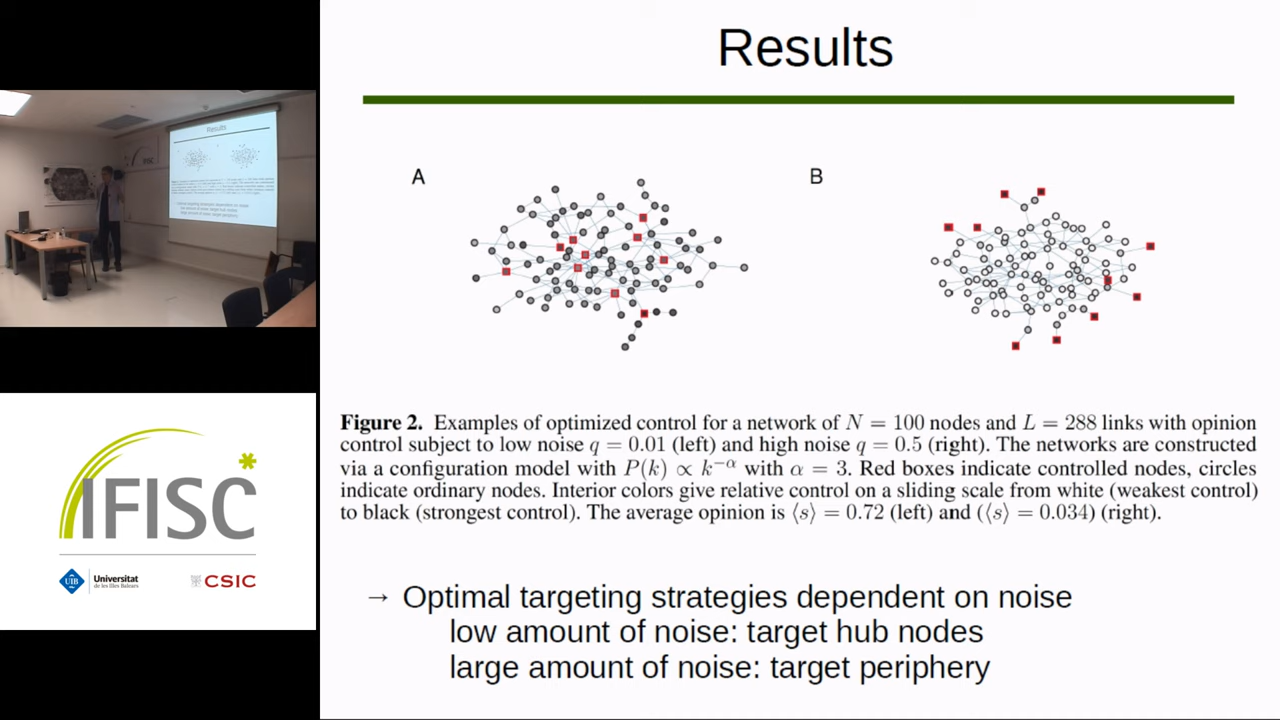 Results
A
B
Figure 2. Examples of optimized control for a network of N = 100 nodes and L = 288 links with opinion
control subject to low noise q = 0.01 (left) and high noise q = 0.5 (right). The networks are constructed
via a configuration model with P(k) ∝ k^{-α} with α = 3. Red boxes indicate controlled nodes, circles
indicate ordinary nodes. Interior colors give relative control on a sliding scale from white (weakest control)
to black (strongest control). The average opinion is ⟨s⟩ = 0.72 (left) and (⟨s⟩ = 0.034) (right).
→ Optimal targeting strategies dependent on noise
low amount of noise: target hub nodes
large amount of noise: target periphery
Results
IFISC
UIB
Universitat
de les Illes Balears
CSIC